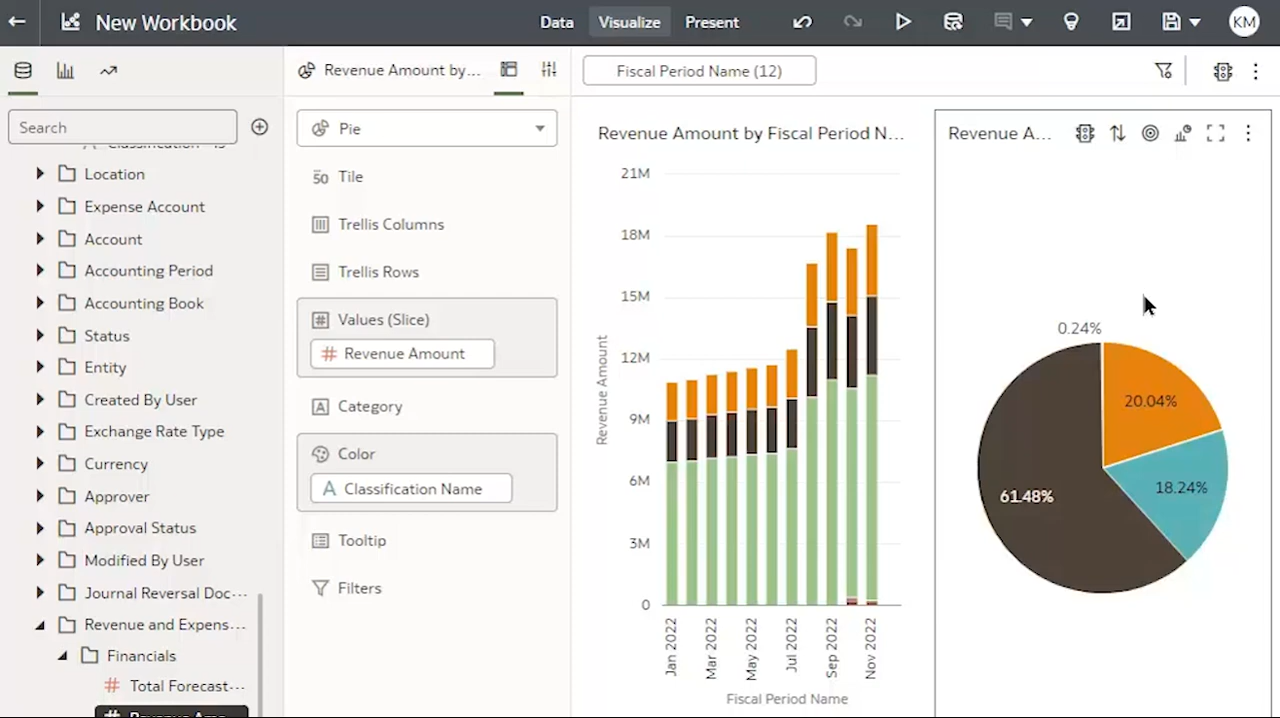 New Workbook
Data
Visualize
Present
KM
Search
Location
Expense Account
Account
Accounting Period
Accounting Book
Status
Entity
Created By User
Exchange Rate Type
Currency
Approver
Approval Status
Modified By User
Journal Reversal Doc...
Revenue and Expens...
Financials
# Total Forecast...
Revenue Amount by...
Pie
50 Tile
Trellis Columns
Trellis Rows
# Values (Slice)
# Revenue Amount
A Category
Color
A Classification Name
Tooltip
Filters
Fiscal Period Name (12)
Revenue Amount by Fiscal Period N...
Revenue Amount
21M
18M
15M
12M
9M
6M
3M
0
Jan 2022
Mar 2022
May 2022
Jul 2022
Sep 2022
Nov 2022
Fiscal Period Name
Revenue A...
0.24%
20.04%
18.24%
61.48%